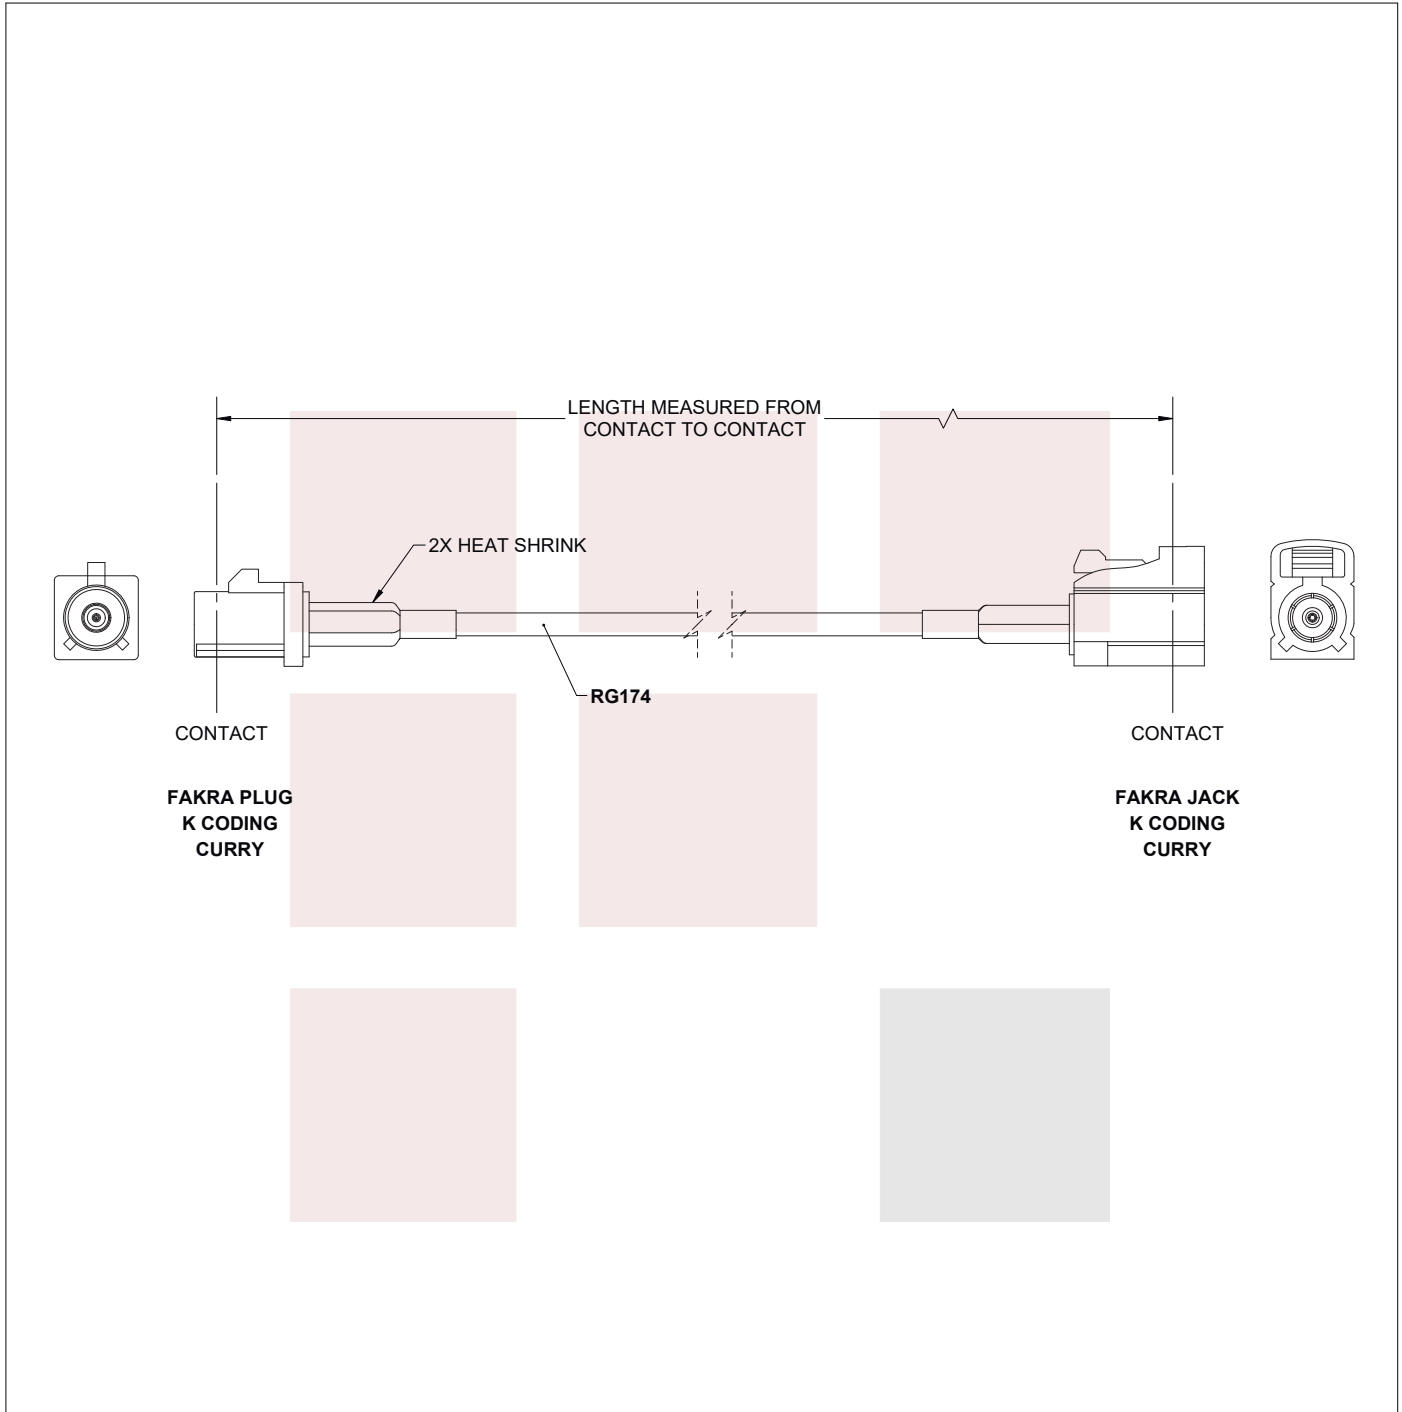 LENGTH MEASURED FROM
CONTACT TO CONTACT
2X HEAT SHRINK
RG174
CONTACT
CONTACT
FAKRA PLUG
K CODING
CURRY
FAKRA JACK
K CODING
CURRY